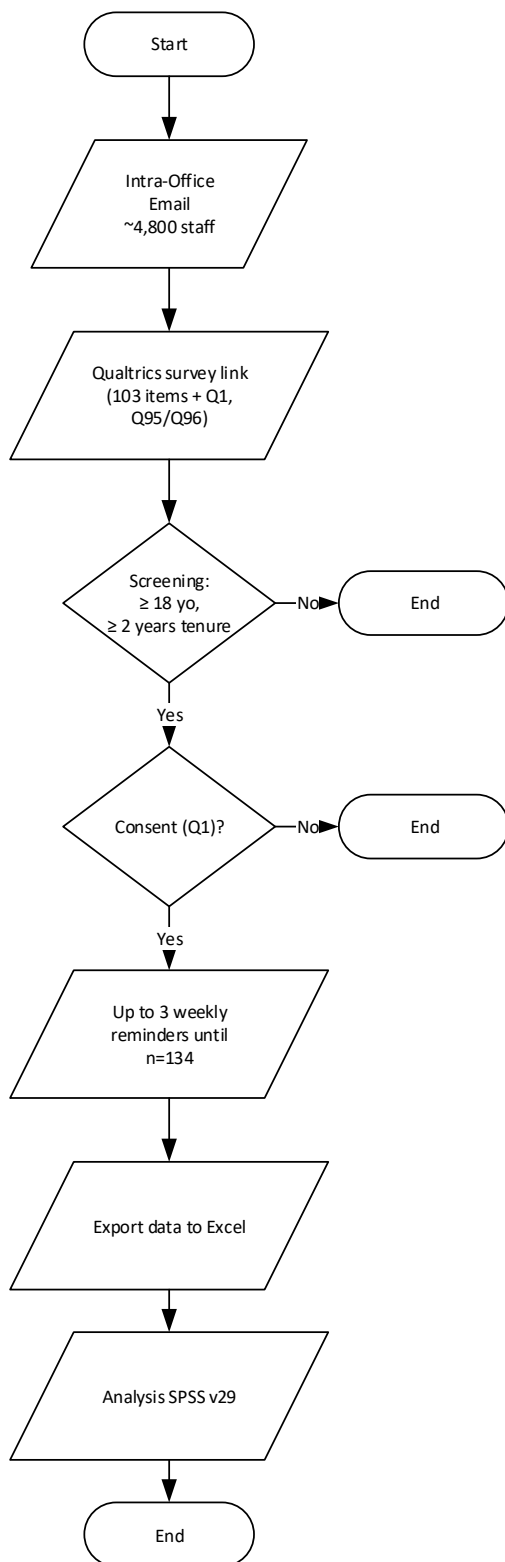 Start
Intra-Office
Email
~4,800 staff
Qualtrics survey link
(103 items + Q1,
Q95/Q96)
Screening:
≥ 18 yo,
≥ 2 years tenure
No
End
Yes
Consent (Q1)?
No
End
Yes
Up to 3 weekly
reminders until
n=134
Export data to Excel
Analysis SPSS v29
End